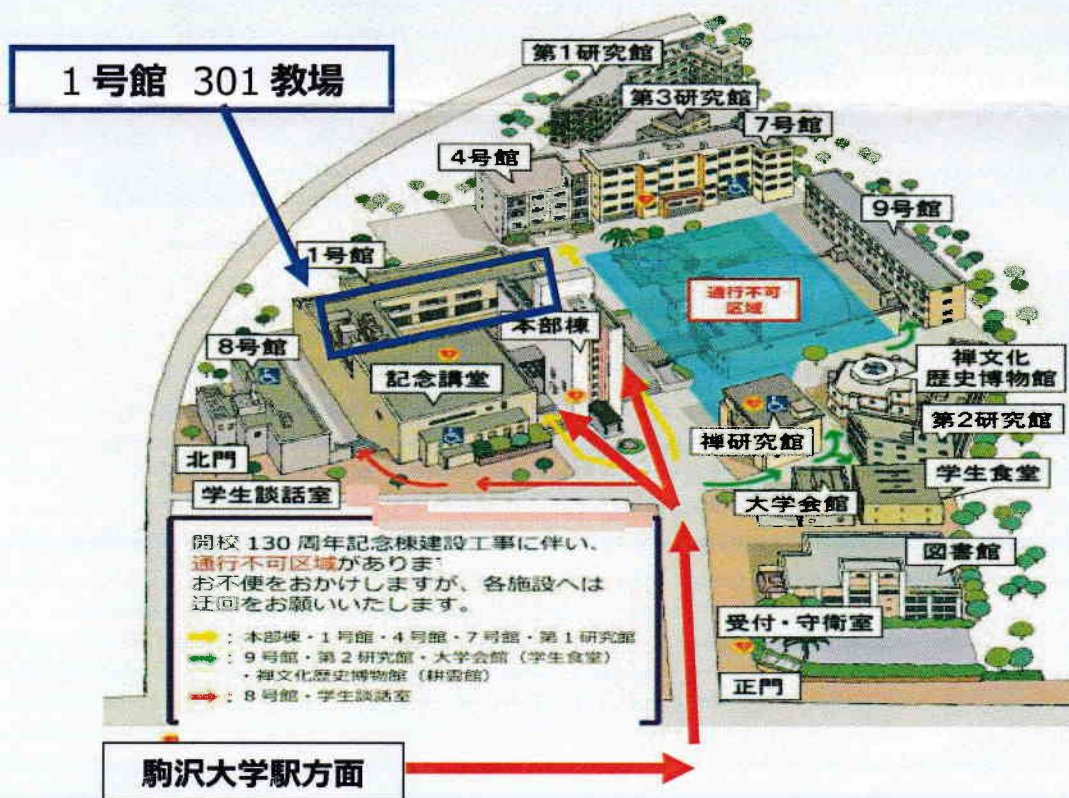 1号館 301教場
第1研究館
第3研究館
7号館
4号館
9号館
1号館
通行不可
区域
本部棟
8号館
記念講堂
禅文化
歴史博物館
第2研究館
禅研究館
北門
学生談話室
大学会館
学生食堂
開校130周年記念棟建設工事に伴い、
通行不可区域がありま
お不便をおかけしますが、各施設へは
迂回をお願いいたします。
図書館
:本部棟・1号館・4号館・7号館・第1研究館
:9号館・第2研究館・大学会館(学生食堂)
・禅文化歴史博物館(耕雲館)
:8号館・学生談話室
受付・守衛室
正門
駒沢大学駅方面